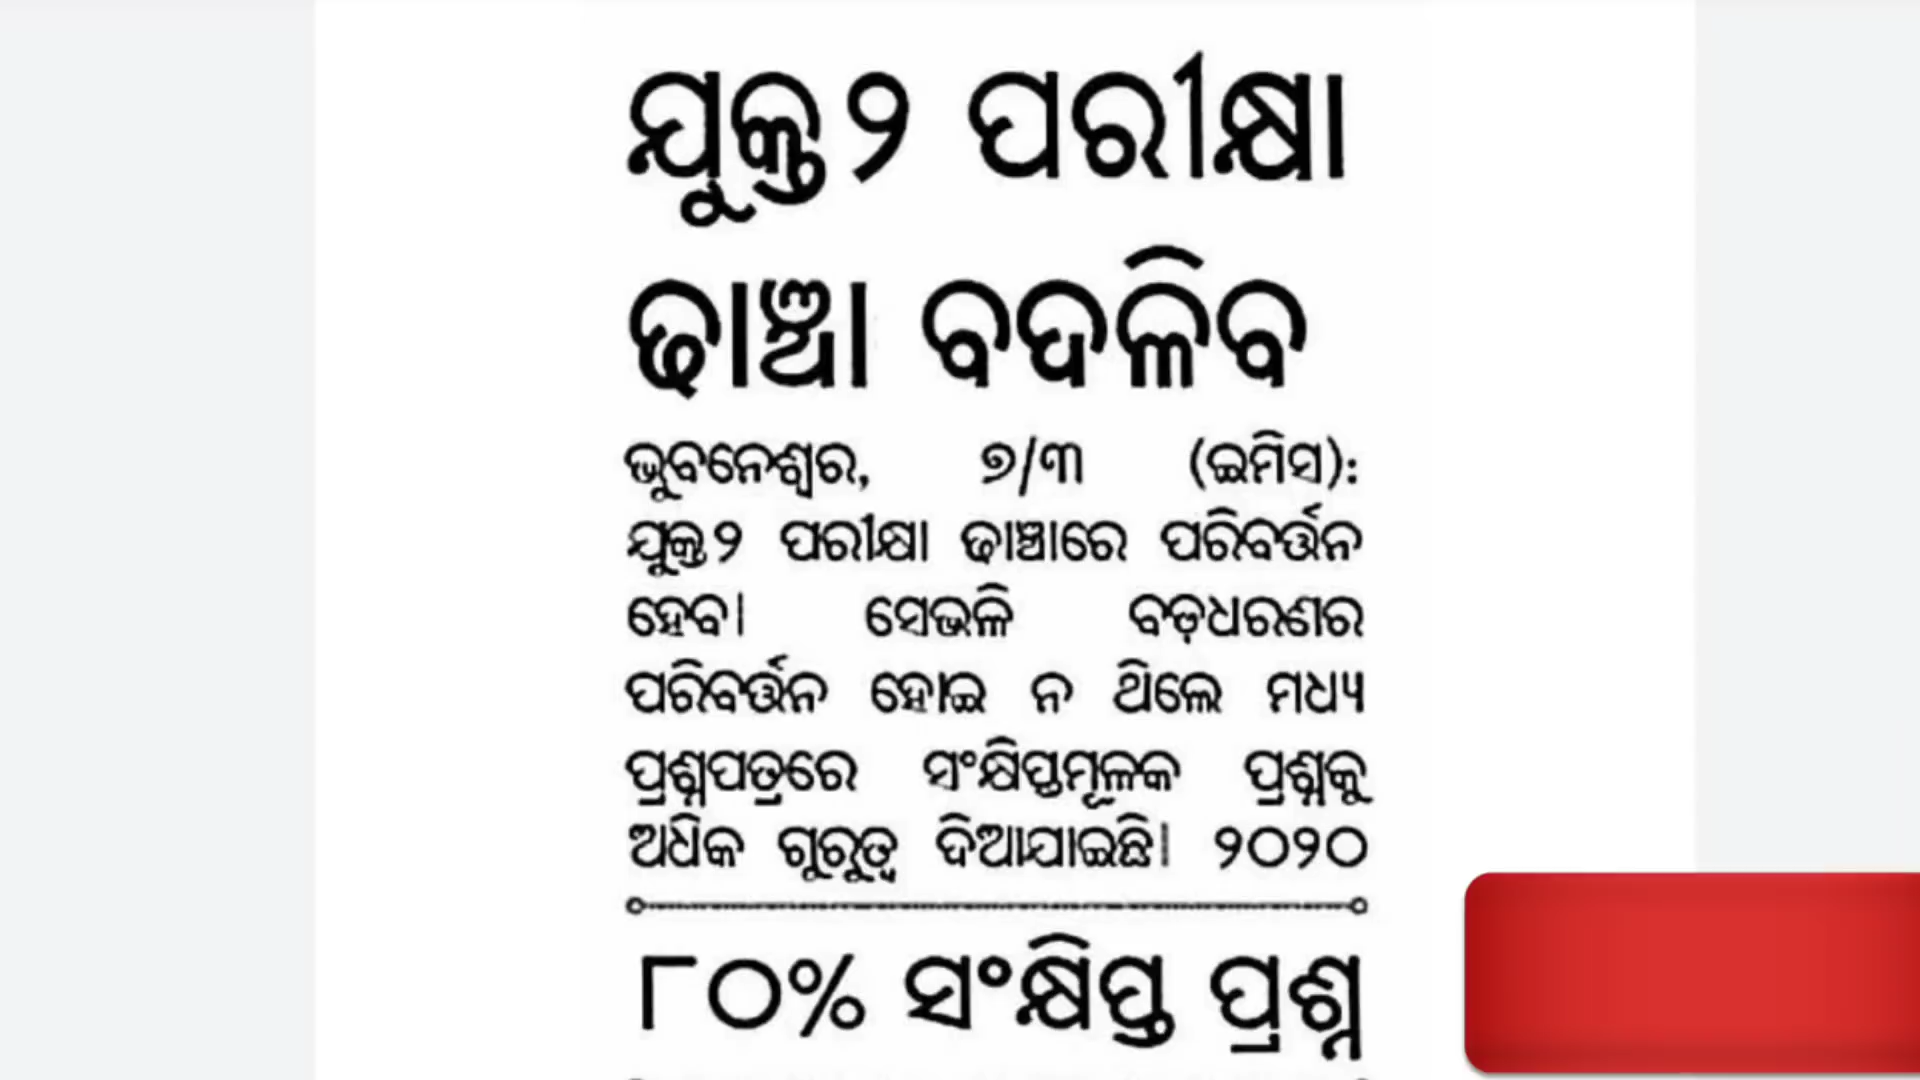 ଯୁକ୍ତ୨ ପରୀକ୍ଷା
ଢାଞ୍ଚା ବଦଳିବ
ଭୁବନେଶ୍ୱର, ୭/୩ (ଇମିସ):
ଯୁକ୍ତ୨ ପରୀକ୍ଷା ଢାଞ୍ଚାରେ ପରିବର୍ତ୍ତନ
ହେବ। ସେଭଳି ବଡ଼ଧରଣର
ପରିବର୍ତ୍ତନ ହୋଇ ନ ଥିଲେ ମଧ୍ୟ
ପ୍ରଶ୍ନପତ୍ରରେ ସଂକ୍ଷିପ୍ତମୂଳକ ପ୍ରଶ୍ନକୁ
ଅଧିକ ଗୁରୁତ୍ୱ ଦିଆଯାଇଛି। ୨୦୨୦
୮୦% ସଂକ୍ଷିପ୍ତ ପ୍ରଶ୍ନ